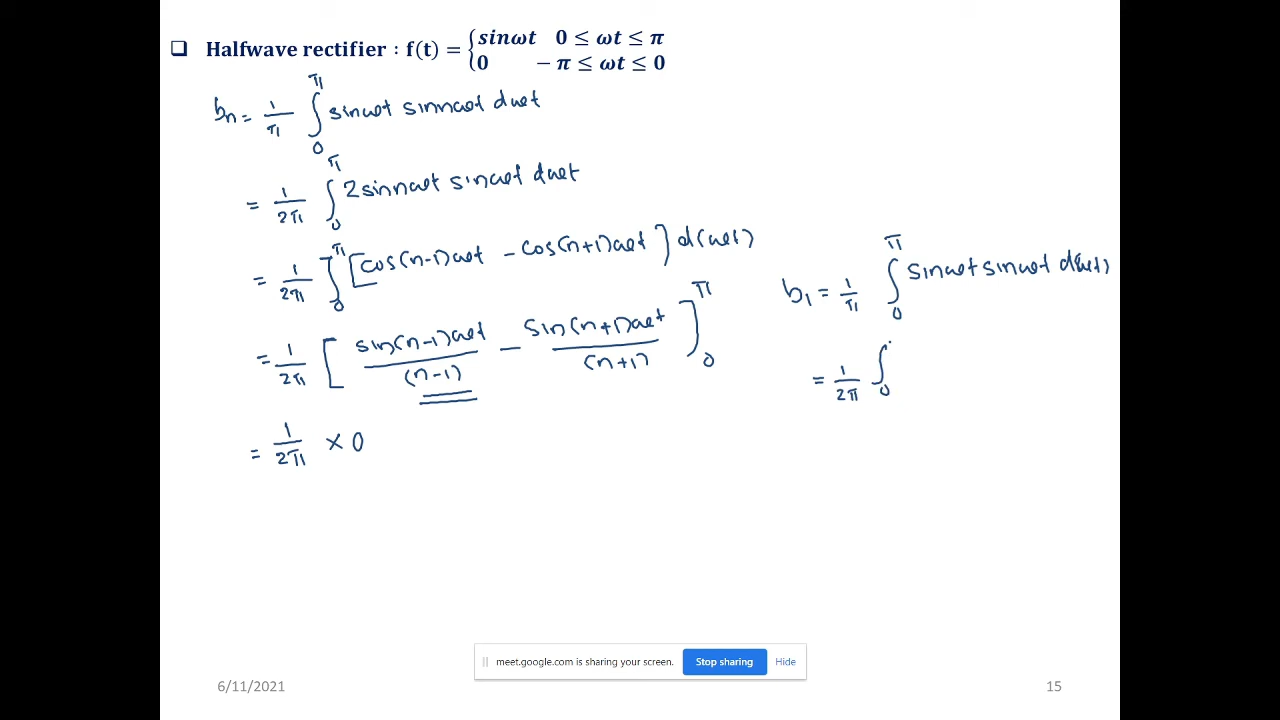 ❑ Halfwave rectifier : f(t) = {sinωt 0 ≤ ωt ≤ π
{0 − π ≤ ωt ≤ 0
bn = 1/π ∫₀^π sinωt sinnωt dωt
= 1/2π ∫₀^π 2sinnωt sinωt dωt
= 1/2π ∫₀^π [cos(n-1)ωt - cos(n+1)ωt] d(ωt)
= 1/2π [ sin(n-1)ωt/(n-1) - sin(n+1)ωt/(n+1) ]₀^π
= 1/2π × 0
b₁ = 1/π ∫₀^π sinωt sinωt d(ωt)
= 1/2π ∫₀
meet.google.com is sharing your screen. Stop sharing Hide
6/11/2021 15